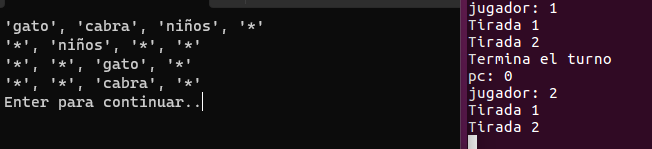 'gato', 'cabra', 'niños', '*'
'*', 'niños', '*', '*'
'*', '*', 'gato', '*'
'*', '*', 'cabra', '*'
Enter para continuar..
jugador: 1
Tirada 1
Tirada 2
Termina el turno
pc: 0
jugador: 2
Tirada 1
Tirada 2